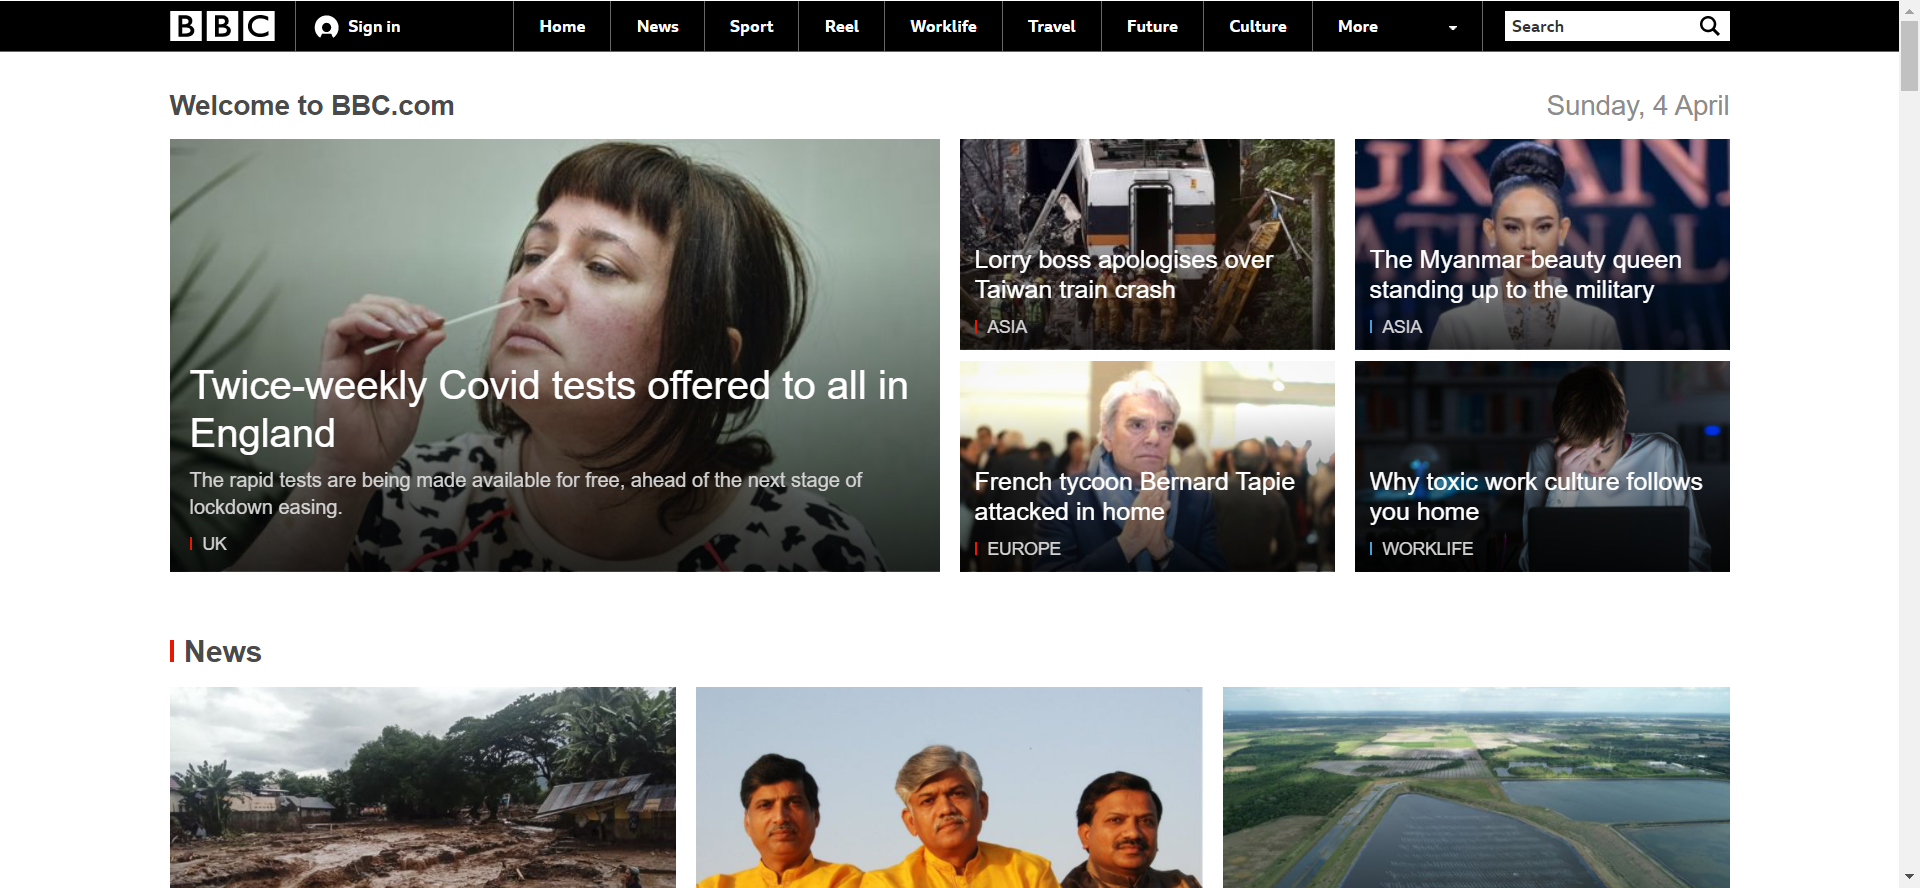 BBC
Sign in
Home
News
Sport
Reel
Worklife
Travel
Future
Culture
More
Search
Welcome to BBC.com
Sunday, 4 April
Twice-weekly Covid tests offered to all in
England
The rapid tests are being made available for free, ahead of the next stage of
lockdown easing.
UK
Lorry boss apologises over
Taiwan train crash
ASIA
GRAN
NATIONAL
The Myanmar beauty queen
standing up to the military
ASIA
French tycoon Bernard Tapie
attacked in home
EUROPE
Why toxic work culture follows
you home
WORKLIFE
News